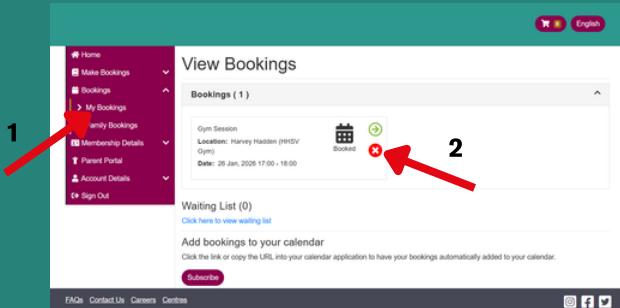 English
Home
Make Bookings
Bookings
My Bookings
Family Bookings
Membership Details
Parent Portal
Account Details
Sign Out
1
View Bookings
Bookings ( 1 )
Gym Session
Location: Harvey Hadden (HHSV
Gym)
Date: 26 Jan, 2026 17:00 - 18:00
Booked
2
Waiting List (0)
Click here to view waiting list
Add bookings to your calendar
Click the link or copy the URL into your calendar application to have your bookings automatically added to your calendar.
Subscribe
FAQs Contact Us Careers Centres